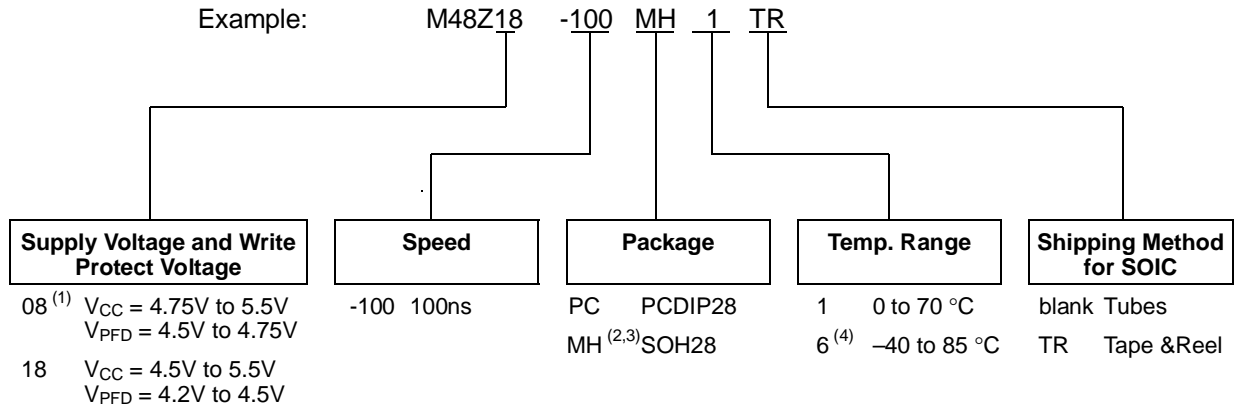 Example: M48Z18 -100 MH 1 TR
Supply Voltage and Write
Protect Voltage
08 (1) VCC = 4.75V to 5.5V
VPFD = 4.5V to 4.75V
18 VCC = 4.5V to 5.5V
VPFD = 4.2V to 4.5V
Speed
-100 100ns
Package
PC PCDIP28
MH (2,3) SOH28
Temp. Range
1 0 to 70 °C
6 (4) –40 to 85 °C
Shipping Method
for SOIC
blank Tubes
TR Tape &Reel